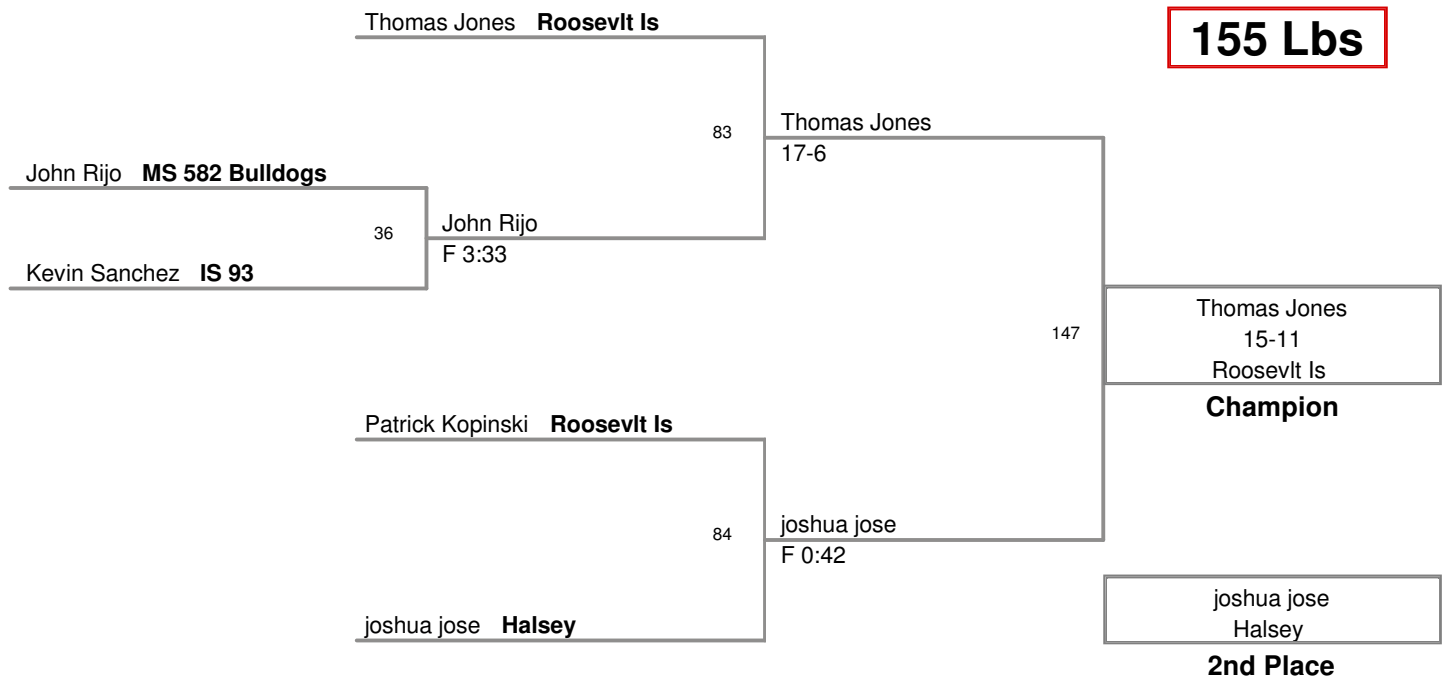 Thomas Jones Roosevlt Is
155 Lbs
83
Thomas Jones
17-6
John Rijo MS 582 Bulldogs
36
John Rijo
F 3:33
Kevin Sanchez IS 93
147
Thomas Jones
15-11
Roosevlt Is
Champion
Patrick Kopinski Roosevlt Is
84
joshua jose
F 0:42
joshua jose Halsey
joshua jose
Halsey
2nd Place